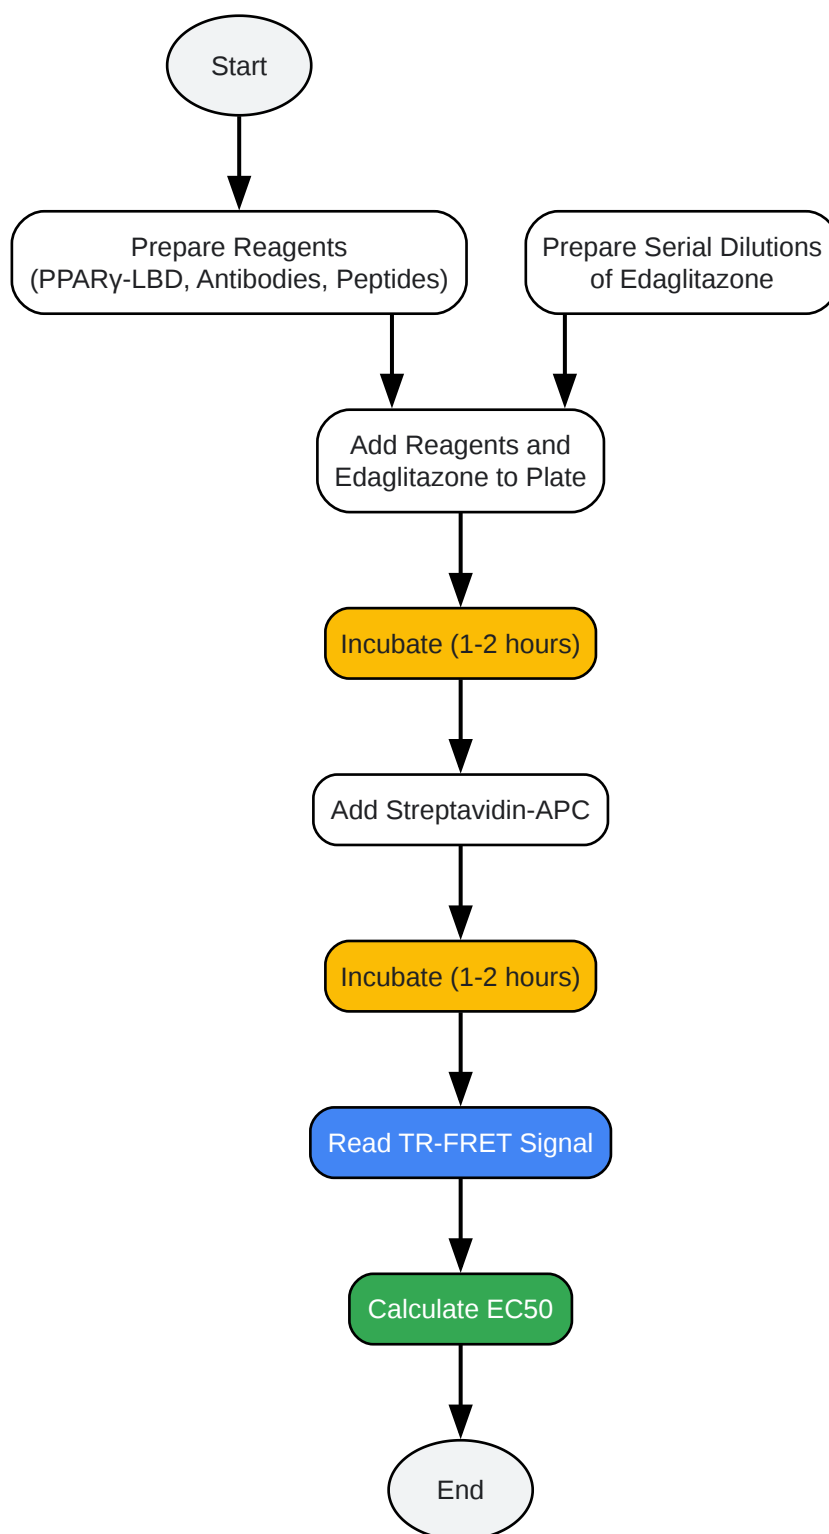 Start
Prepare Reagents
(PPARγ-LBD, Antibodies, Peptides)
Prepare Serial Dilutions
of Edaglitazone
Add Reagents and
Edaglitazone to Plate
Incubate (1-2 hours)
Add Streptavidin-APC
Incubate (1-2 hours)
Read TR-FRET Signal
Calculate EC50
End